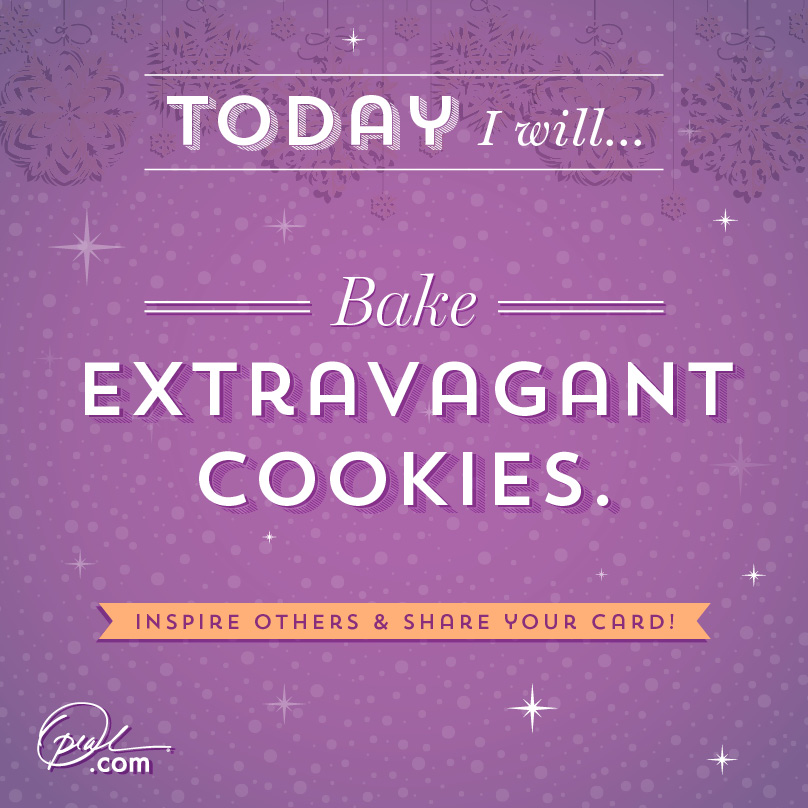 TODAY I will...
Bake
EXTRAVAGANT
COOKIES.
INSPIRE OTHERS & SHARE YOUR CARD!
Oprah
.com